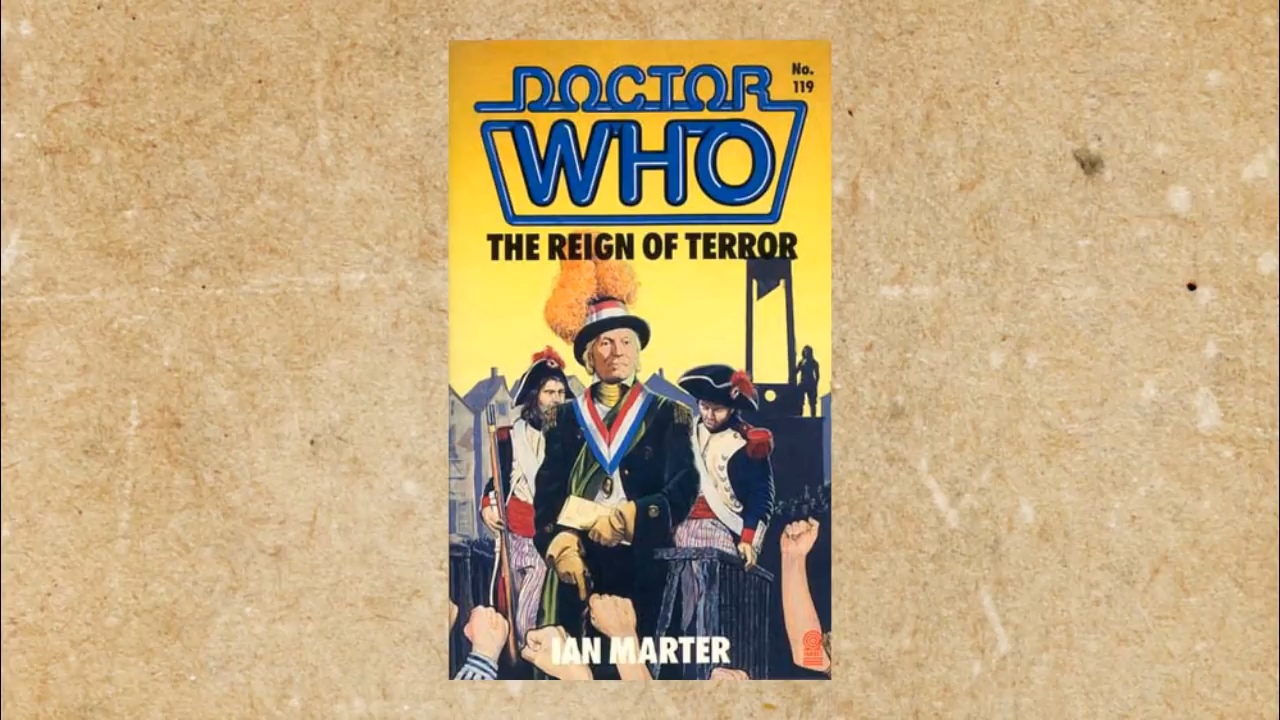 DOCTOR
No.
119
WHO
THE REIGN OF TERROR
IAN MARTER